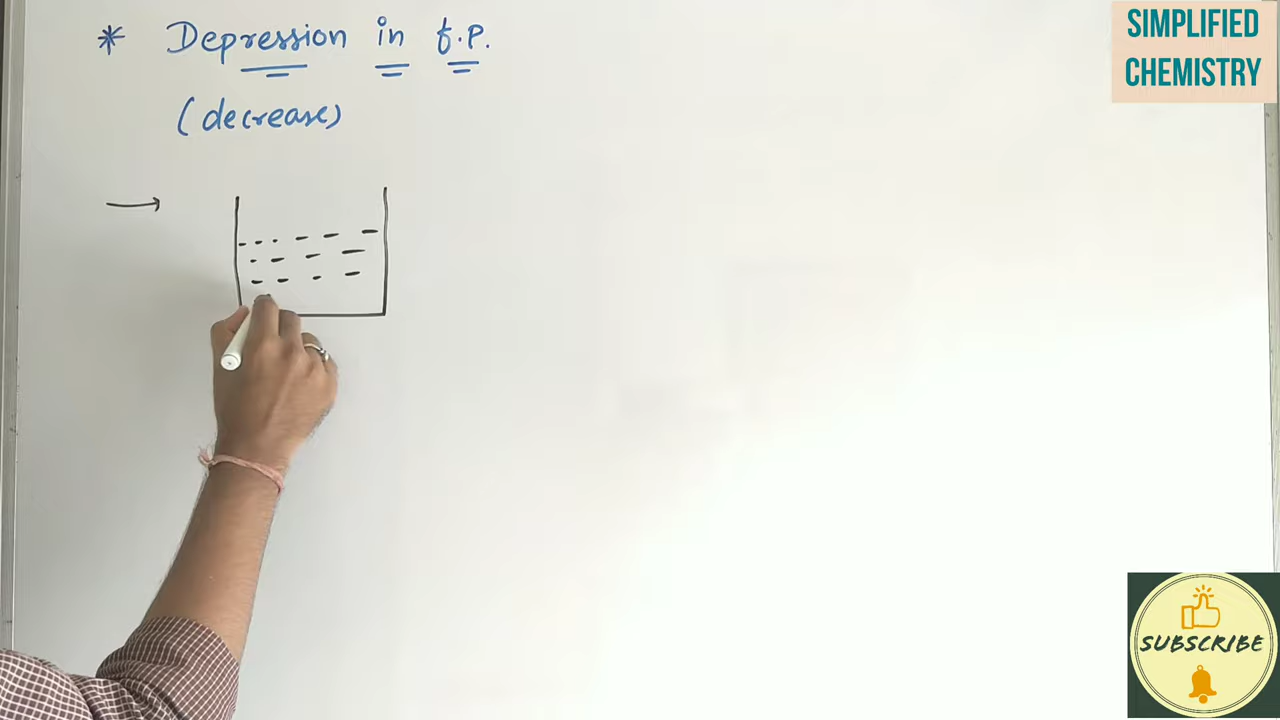 * Depression in f.P.
(decrease)
SIMPLIFIED
CHEMISTRY
SUBSCRIBE